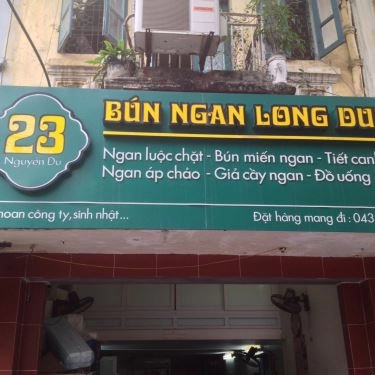 BÚN NGAN LONG DU
23
Nguyễn Du
Ngan luộc chặt - Bún miến ngan - Tiết canh
Ngan áp chảo - Giả cầy ngan - Đồ uống
hoan công ty, sinh nhật...
Đặt hàng mang đi : 043